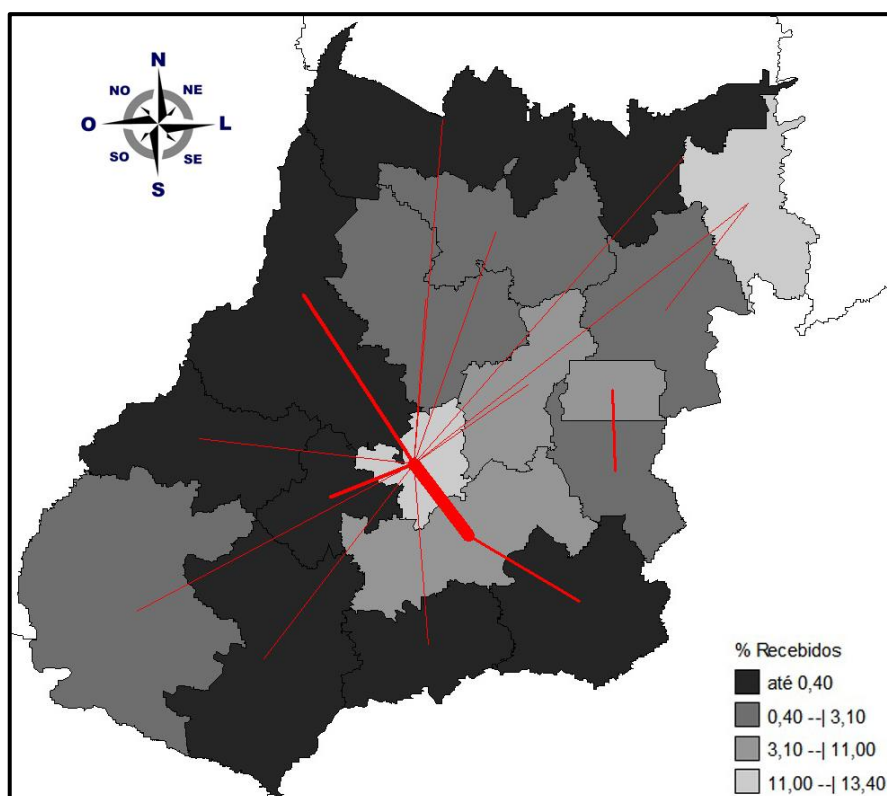 N
NO NE
O L
SO SE
S
% Recebidos
até 0,40
0,40 --| 3,10
3,10 --| 11,00
11,00 --| 13,40